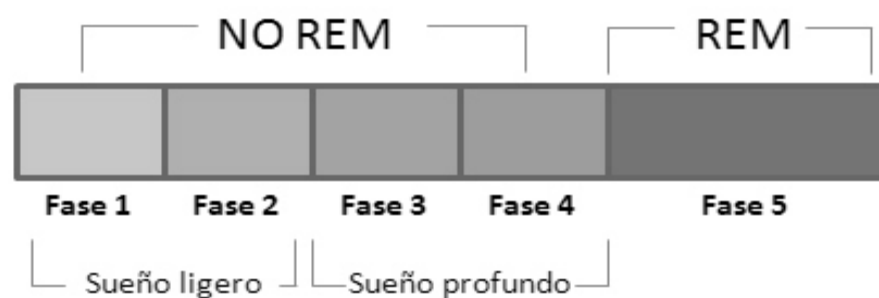 NO REM REM
Fase 1 Fase 2 Fase 3 Fase 4 Fase 5
Sueño ligero Sueño profundo